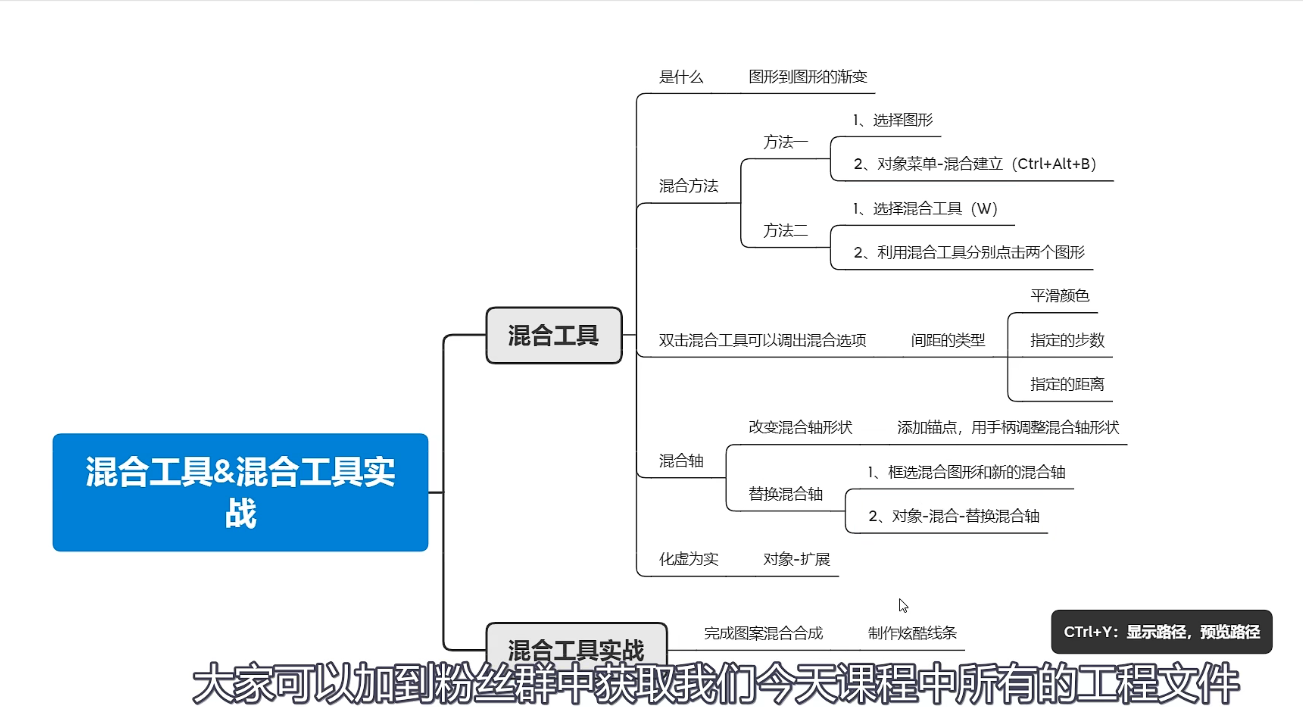 是什么 图形到图形的渐变
1、选择图形
方法一
2、对象菜单-混合建立（Ctrl+Alt+B）
混合方法
1、选择混合工具（W）
方法二
2、利用混合工具分别点击两个图形
平滑颜色
混合工具
双击混合工具可以调出混合选项 间距的类型 指定的步数
指定的距离
改变混合轴形状 添加锚点，用手柄调整混合轴形状
混合轴
1、框选混合图形和新的混合轴
替换混合轴
2、对象-混合-替换混合轴
混合工具&混合工具实
战
化虚为实 对象-扩展
混合工具实战 完成图案混合合成 制作炫酷线条
CTrl+Y：显示路径，预览路径
大家可以加到粉丝群中获取我们今天课程中所有的工程文件